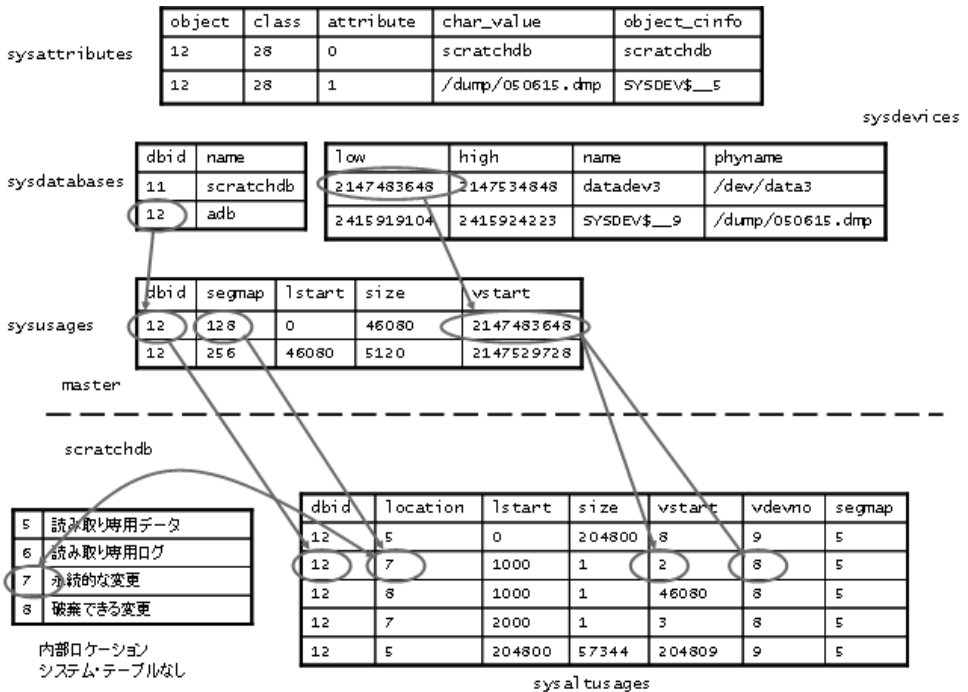 object class attribute char_value object_cinfo
sysattributes
12 28 0 scratchdb scratchdb
12 28 1 /dump/050615.dmp SYSDEV$__5
sysdevices
sysdatabases
dbid name
11 scratchdb
12 adb
low high name phyname
2147483648 2147534848 datadev3 /dev/data3
2415919104 2415924223 SYSDEV$__9 /dump/050615.dmp
sysusages
dbid segmap lstart size vstart
12 128 0 46080 2147483648
12 256 46080 5120 2147529728
master
scratchdb
5 読み取り専用データ
6 読み取り専用ログ
7 永続的な変更
8 破棄できる変更
内部ロケーション
システム・テーブルなし
dbid location lstart size vstart vdevno segmap
12 5 0 204800 8 9 5
12 7 1000 1 2 8 5
12 8 1000 1 46080 8 5
12 7 2000 1 3 8 5
12 5 204800 57344 204809 9 5
sysaltusages